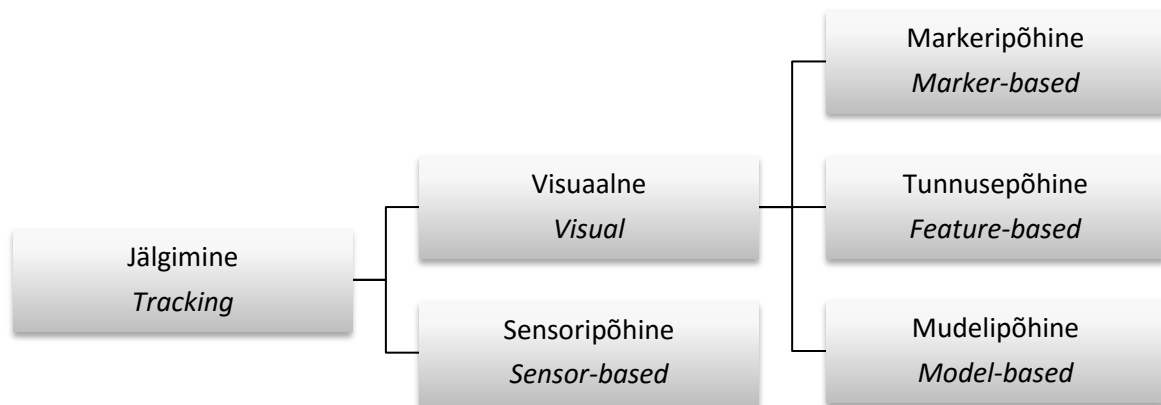 Jälgimine
Tracking
Visuaalne
Visual
Sensoripõhine
Sensor-based
Markeripõhine
Marker-based
Tunnusepõhine
Feature-based
Mudelipõhine
Model-based